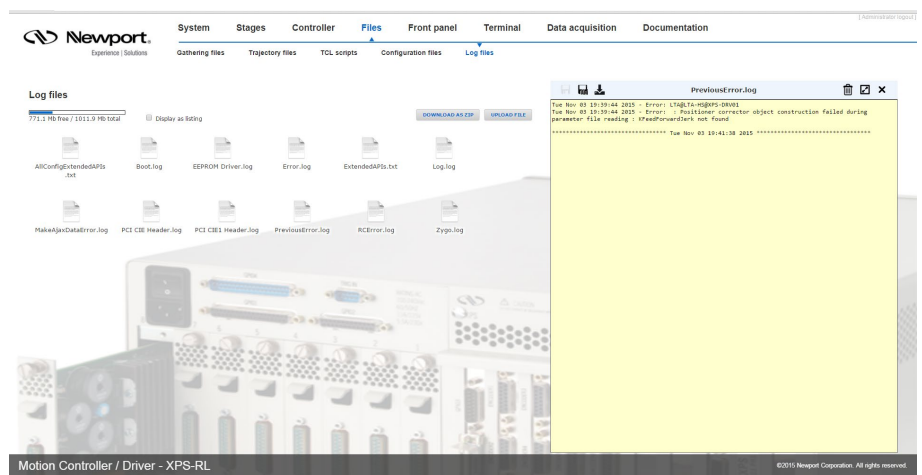 [ Administrator logout ]
Newport®
Experience | Solutions
System Stages Controller Files Front panel Terminal Data acquisition Documentation
Gathering files Trajectory files TCL scripts Configuration files Log files
Log files
771.1 Mb free / 1011.9 Mb total
Display as listing
DOWNLOAD AS ZIP
UPLOAD FILE
AllConfigExtendedAPIs
.txt
Boot.log
EEPROM Driver.log
Error.log
ExtendedAPIs.txt
Log.log
MakeAjaxDataError.log
PCI CIE Header.log
PCI CIE1 Header.log
PreviousError.log
RCError.log
Zygo.log
PreviousError.log
Tue Nov 03 19:39:44 2015 - Error: LTA@LTA-HS@XPS-DRV01
Tue Nov 03 19:39:44 2015 - Error: : Positioner corrector object construction failed during
parameter file reading : KFeedForwardJerk not found
******************************** Tue Nov 03 19:41:38 2015 ********************************
Motion Controller / Driver - XPS-RL
©2015 Newport Corporation. All rights reserved.